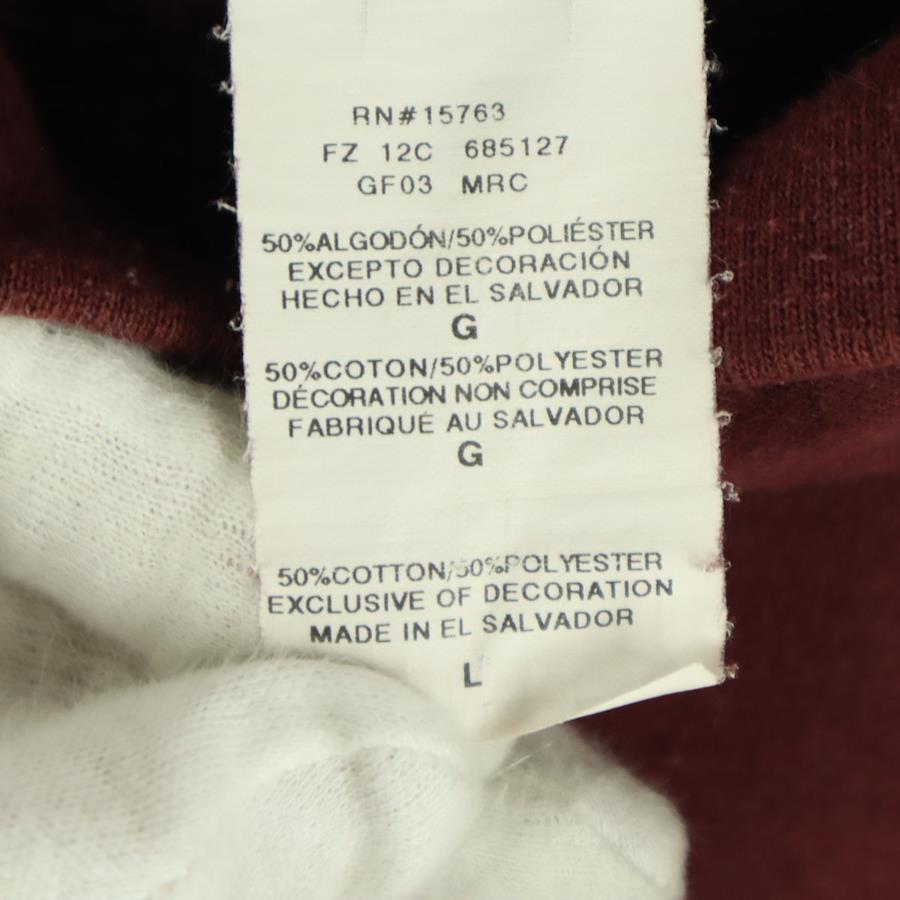 RN#15763
FZ 12C 685127
GF03 MRC
50%ALGODÓN/50%POLIÉSTER
EXCEPTO DECORACIÓN
HECHO EN EL SALVADOR
G
50%COTON/50%POLYESTER
DÉCORATION NON COMPRISE
FABRIQUÉ AU SALVADOR
G
50%COTTON/50%POLYESTER
EXCLUSIVE OF DECORATION
MADE IN EL SALVADOR
L